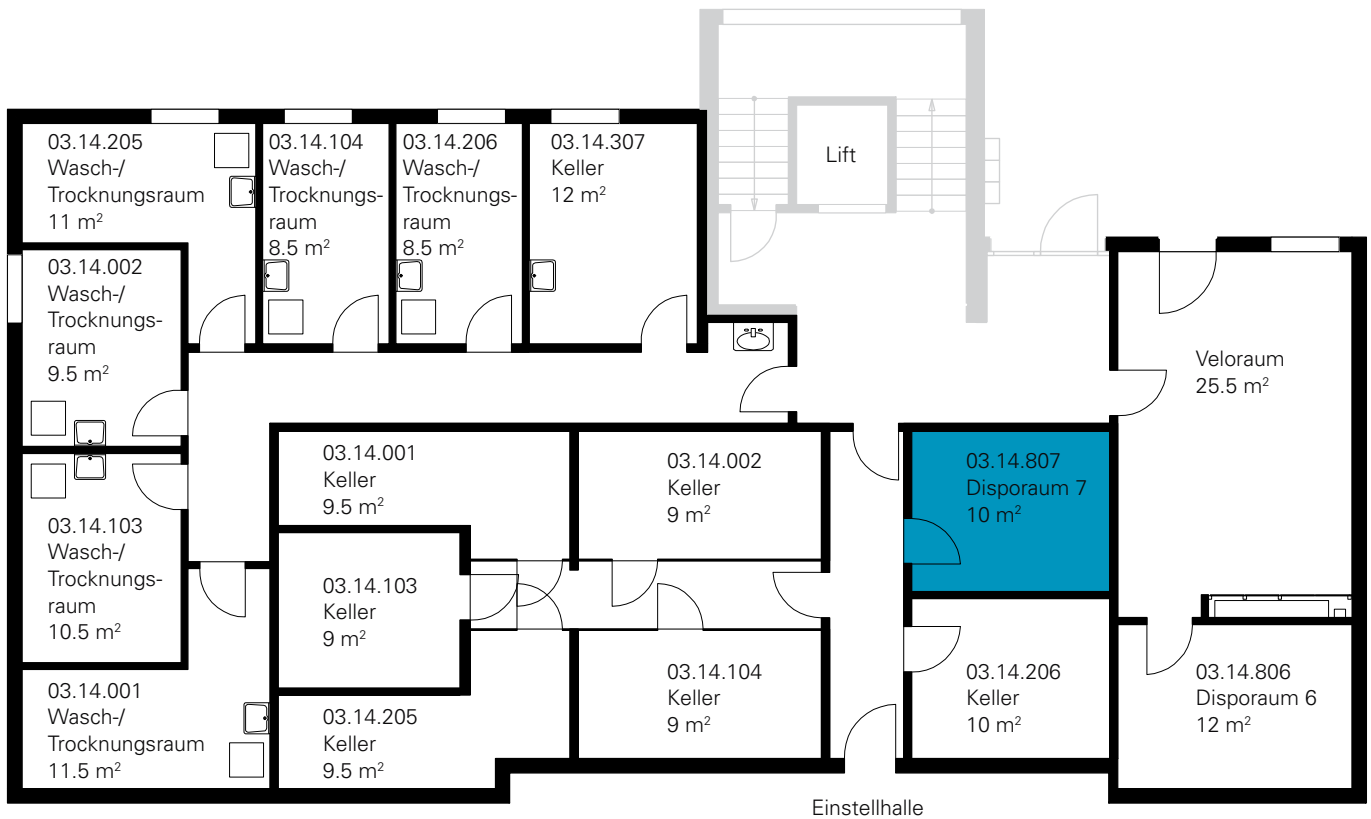 03.14.205
Wasch-/
Trocknungsraum
11 m²
03.14.104
Wasch-/
Trocknungs-
raum
8.5 m²
03.14.206
Wasch-/
Trocknungs-
raum
8.5 m²
03.14.307
Keller
12 m²
Lift
03.14.002
Wasch-/
Trocknungs-
raum
9.5 m²
Veloraum
25.5 m²
03.14.001
Keller
9.5 m²
03.14.002
Keller
9 m²
03.14.807
Disporaum 7
10 m²
03.14.103
Wasch-/
Trocknungs-
raum
10.5 m²
03.14.103
Keller
9 m²
03.14.104
Keller
9 m²
03.14.206
Keller
10 m²
03.14.806
Disporaum 6
12 m²
03.14.001
Wasch-/
Trocknungsraum
11.5 m²
03.14.205
Keller
9.5 m²
Einstellhalle